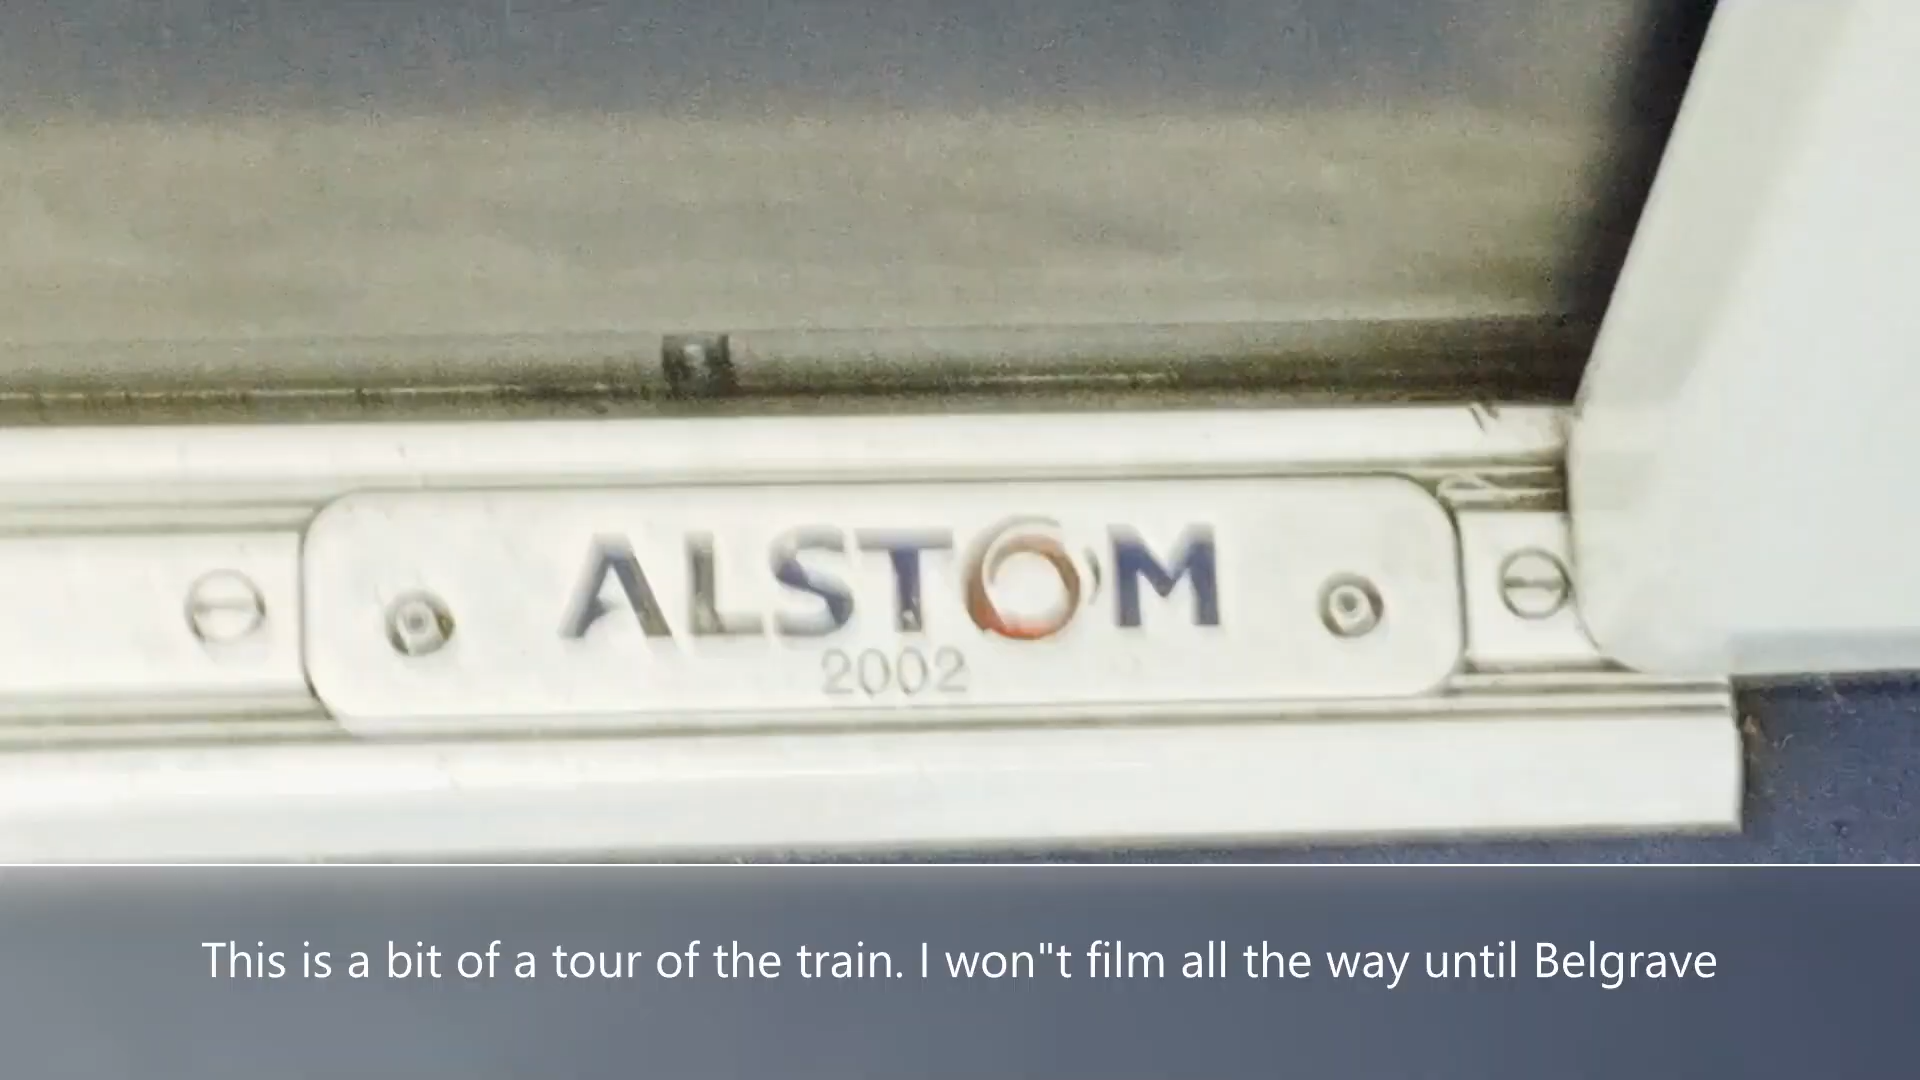 ALSTOM
2002
This is a bit of a tour of the train. I won"t film all the way until Belgrave